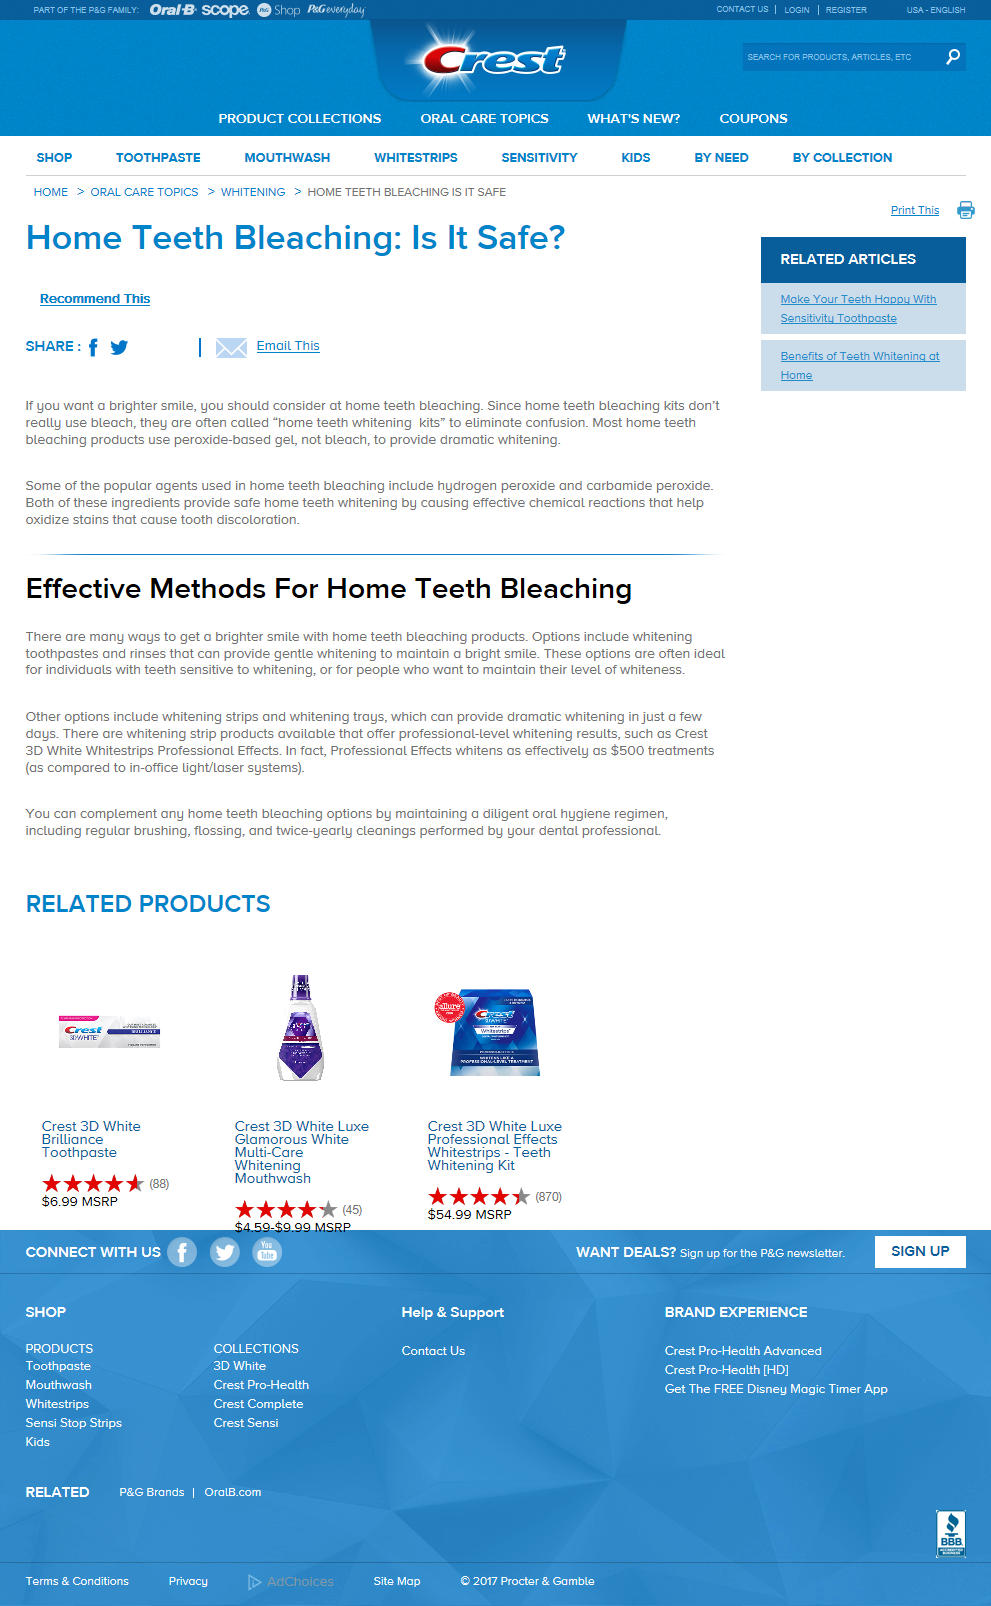 PART OF THE P&G FAMILY: Oral-B scope P&G Shop P&G everyday
CONTACT US | LOGIN | REGISTER USA - ENGLISH
Crest
SEARCH FOR PRODUCTS, ARTICLES, ETC
PRODUCT COLLECTIONS ORAL CARE TOPICS WHAT'S NEW? COUPONS
SHOP TOOTHPASTE MOUTHWASH WHITESTRIPS SENSITIVITY KIDS BY NEED BY COLLECTION
HOME > ORAL CARE TOPICS > WHITENING > HOME TEETH BLEACHING IS IT SAFE
Print This
Home Teeth Bleaching: Is It Safe?
Recommend This
SHARE : | Email This
RELATED ARTICLES
Make Your Teeth Happy With
Sensitivity Toothpaste
Benefits of Teeth Whitening at
Home
If you want a brighter smile, you should consider at home teeth bleaching. Since home teeth bleaching kits don't
really use bleach, they are often called “home teeth whitening kits” to eliminate confusion. Most home teeth
bleaching products use peroxide-based gel, not bleach, to provide dramatic whitening.
Some of the popular agents used in home teeth bleaching include hydrogen peroxide and carbamide peroxide.
Both of these ingredients provide safe home teeth whitening by causing effective chemical reactions that help
oxidize stains that cause tooth discoloration.
Effective Methods For Home Teeth Bleaching
There are many ways to get a brighter smile with home teeth bleaching products. Options include whitening
toothpastes and rinses that can provide gentle whitening to maintain a bright smile. These options are often ideal
for individuals with teeth sensitive to whitening, or for people who want to maintain their level of whiteness.
Other options include whitening strips and whitening trays, which can provide dramatic whitening in just a few
days. There are whitening strip products available that offer professional-level whitening results, such as Crest
3D White Whitestrips Professional Effects. In fact, Professional Effects whitens as effectively as $500 treatments
(as compared to in-office light/laser systems).
You can complement any home teeth bleaching options by maintaining a diligent oral hygiene regimen,
including regular brushing, flossing, and twice-yearly cleanings performed by your dental professional.
RELATED PRODUCTS
Crest
3D WHITE
BRILLIANCE
allure
Crest
3D WHITE
Whitestrips
WHITENS LIKE A
PROFESSIONAL-LEVEL TREATMENT
Crest 3D White
Brilliance
Toothpaste
(88)
$6.99 MSRP
Crest 3D White Luxe
Glamorous White
Multi-Care
Whitening
Mouthwash
(45)
$4.59-$9.99 MSRP
Crest 3D White Luxe
Professional Effects
Whitestrips - Teeth
Whitening Kit
(870)
$54.99 MSRP
CONNECT WITH US You Tube WANT DEALS? Sign up for the P&G newsletter. SIGN UP
SHOP
PRODUCTS
Toothpaste
Mouthwash
Whitestrips
Sensi Stop Strips
Kids
COLLECTIONS
3D White
Crest Pro-Health
Crest Complete
Crest Sensi
Help & Support
Contact Us
BRAND EXPERIENCE
Crest Pro-Health Advanced
Crest Pro-Health [HD]
Get The FREE Disney Magic Timer App
RELATED P&G Brands | OralB.com
BBB
ACCREDITED
BUSINESS
Terms & Conditions Privacy AdChoices Site Map © 2017 Procter & Gamble